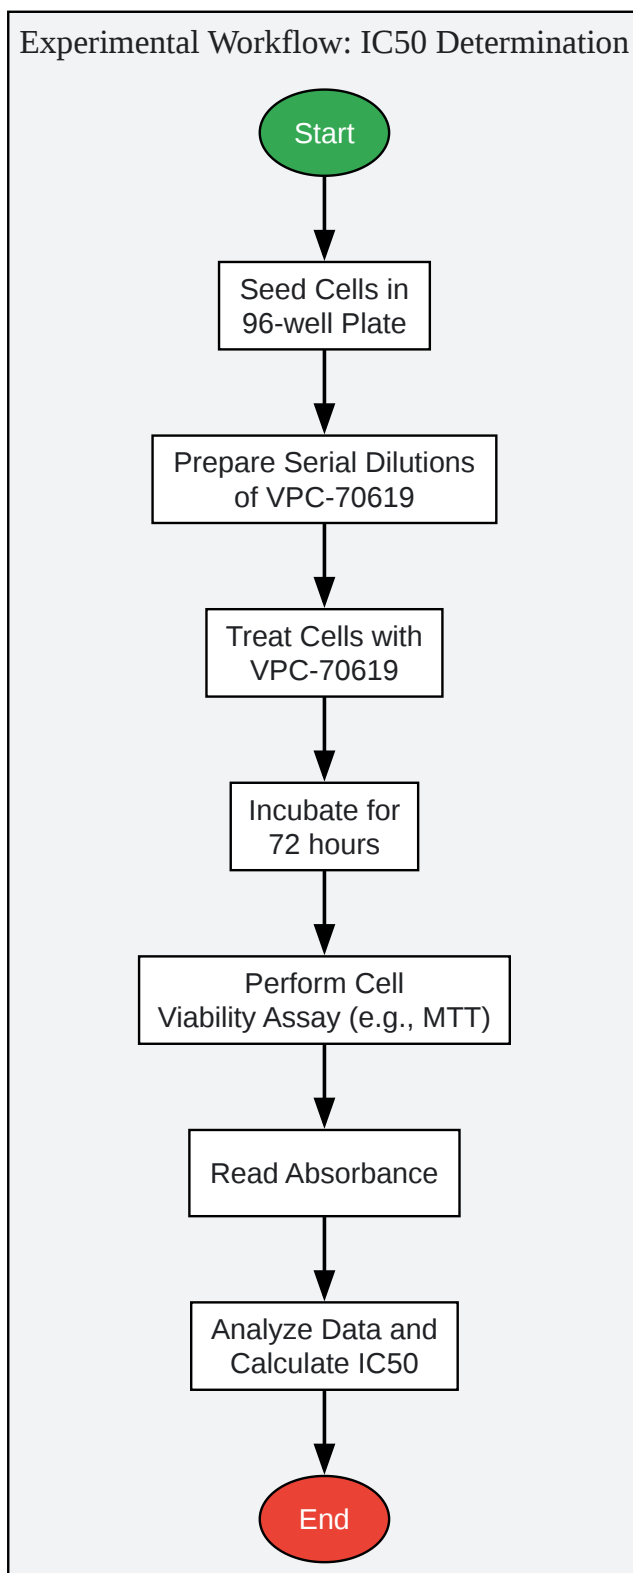 Experimental Workflow: IC50 Determination
Start
Seed Cells in
96-well Plate
Prepare Serial Dilutions
of VPC-70619
Treat Cells with
VPC-70619
Incubate for
72 hours
Perform Cell
Viability Assay (e.g., MTT)
Read Absorbance
Analyze Data and
Calculate IC50
End